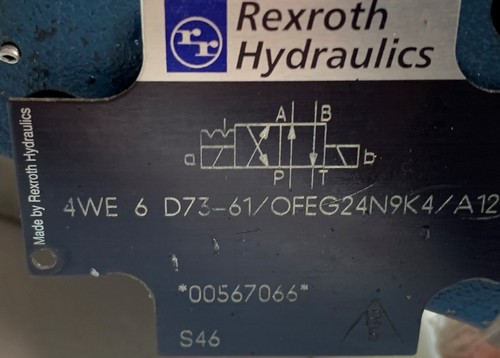 Rexroth
Hydraulics
Made by Rexroth Hydraulics
A B
a b
P T
4WE 6 D73-61/OFEG24N9K4/A12
*00567066*
S46